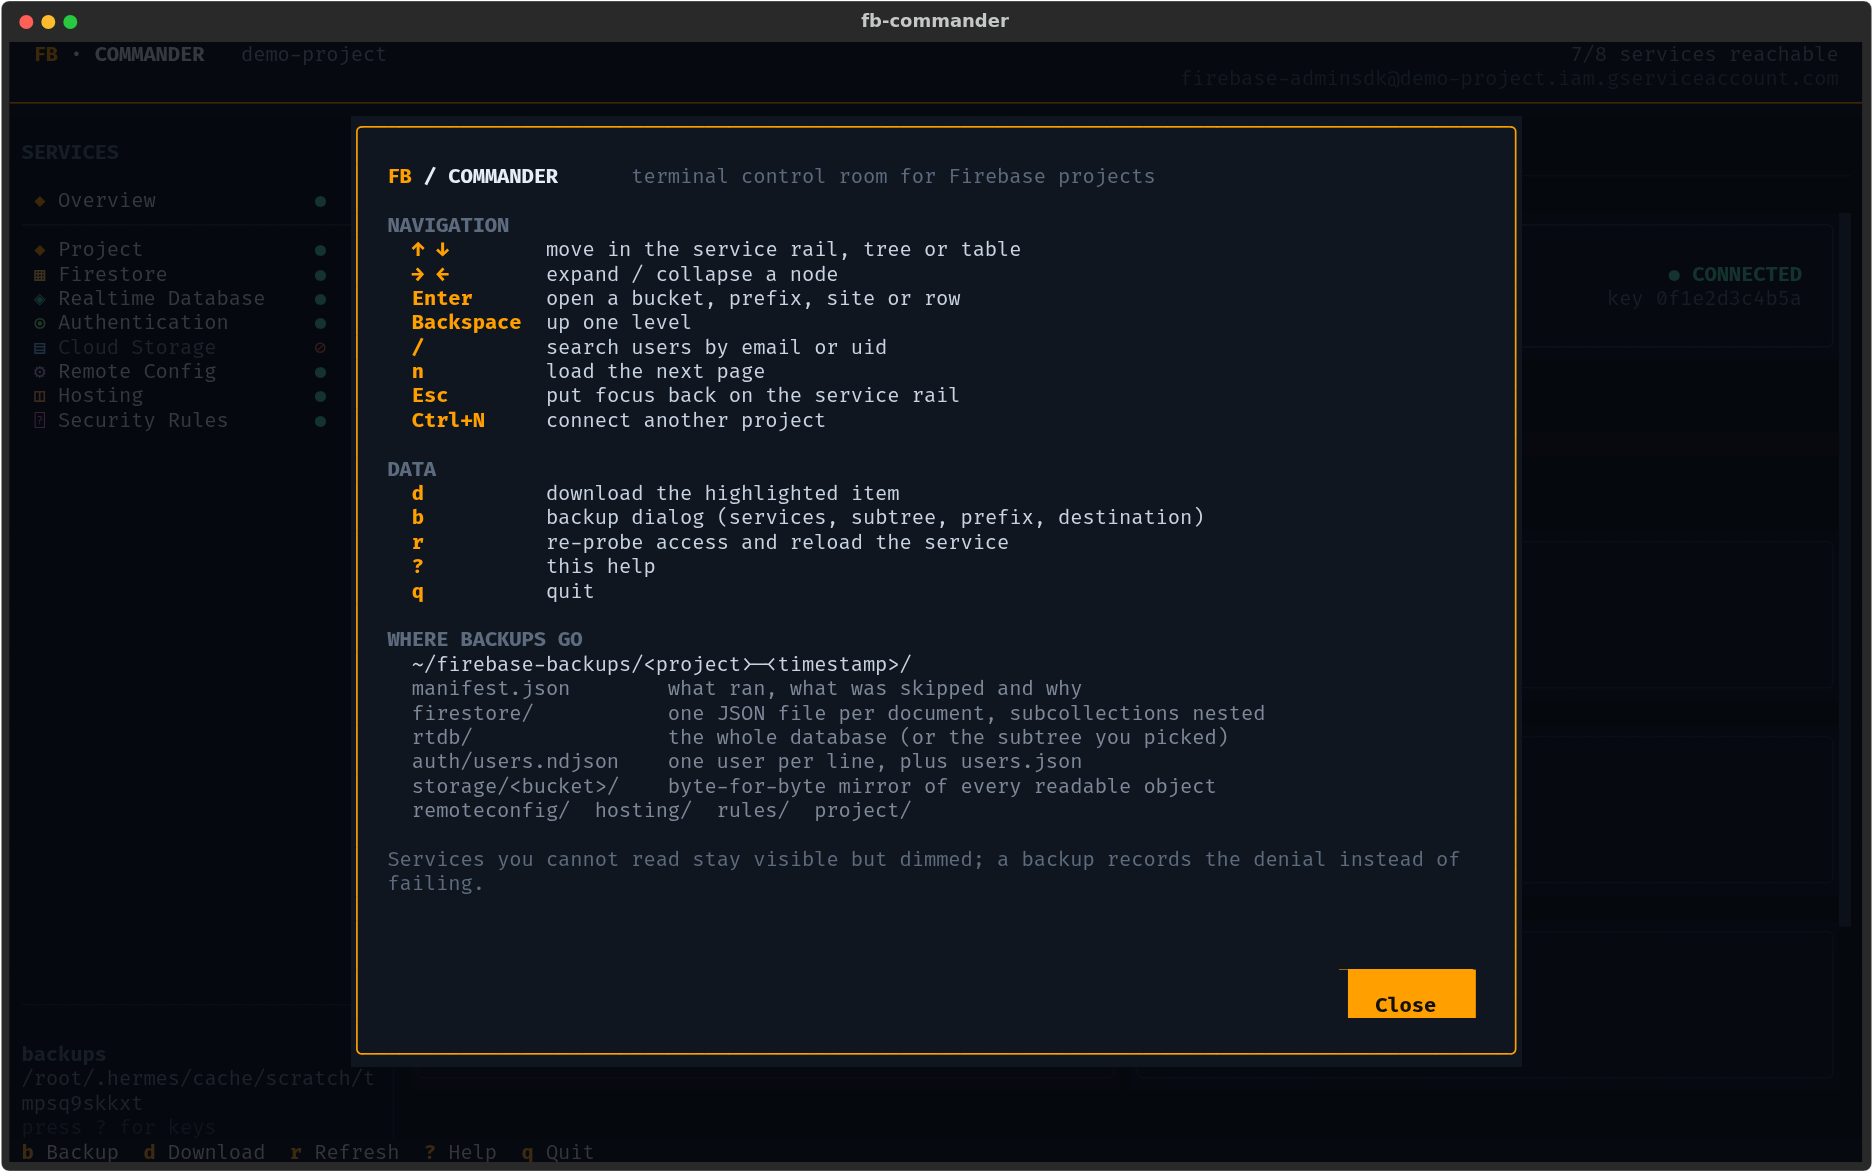 fb-commander
FB • COMMANDER demo-project
7/8 services reachable
firebase-adminsdk@demo-project.iam.gserviceaccount.com
SERVICES
◆ Overview ●
◆ Project ●
Firestore ●
Realtime Database ●
Authentication ●
Cloud Storage ⊘
Remote Config ●
Hosting ●
Security Rules ●
backups
/root/.hermes/cache/scratch/t
mpsq9skkxt
press ? for keys
● CONNECTED
key 0f1e2d3c4b5a
FB / COMMANDER terminal control room for Firebase projects
NAVIGATION
↑ ↓ move in the service rail, tree or table
→ ← expand / collapse a node
Enter open a bucket, prefix, site or row
Backspace up one level
/ search users by email or uid
n load the next page
Esc put focus back on the service rail
Ctrl+N connect another project
DATA
d download the highlighted item
b backup dialog (services, subtree, prefix, destination)
r re-probe access and reload the service
? this help
q quit
WHERE BACKUPS GO
~/firebase-backups/<project>-<timestamp>/
manifest.json what ran, what was skipped and why
firestore/ one JSON file per document, subcollections nested
rtdb/ the whole database (or the subtree you picked)
auth/users.ndjson one user per line, plus users.json
storage/<bucket>/ byte-for-byte mirror of every readable object
remoteconfig/ hosting/ rules/ project/
Services you cannot read stay visible but dimmed; a backup records the denial instead of
failing.
Close
b Backup d Download r Refresh ? Help q Quit